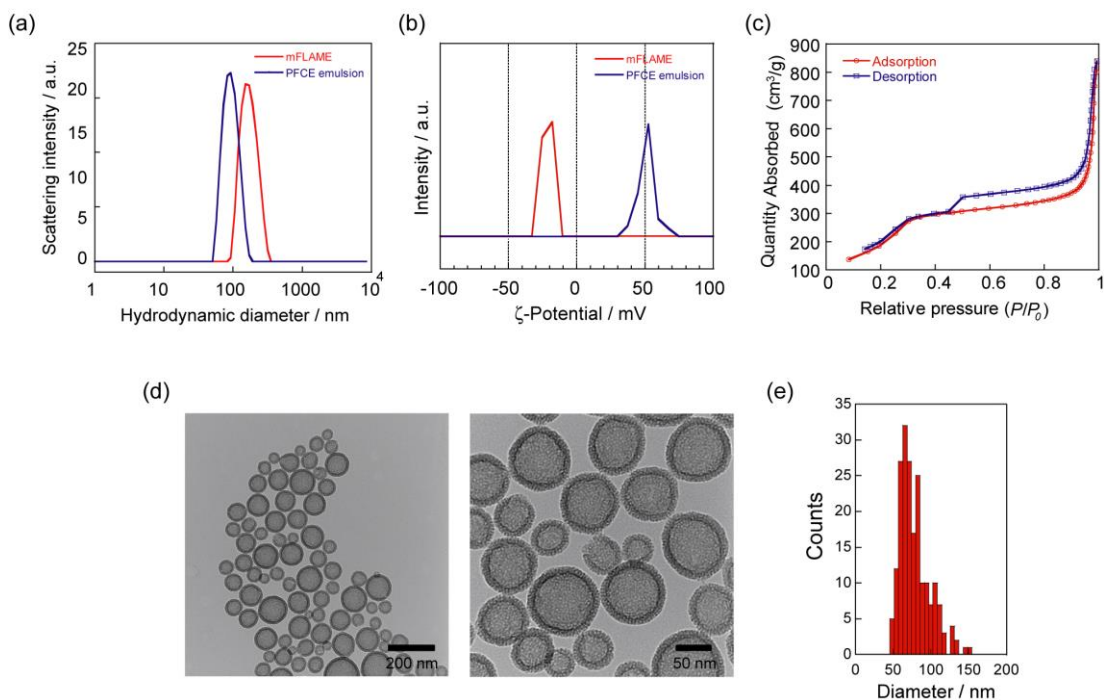 (a)
25
20
15
10
5
0
Scattering intensity / a.u.
mFLAME
PFCE emulsion
1 10 100 1000 10 4
Hydrodynamic diameter / nm
(b)
Intensity / a.u.
mFLAME
PFCE emulsion
-100 -50 0 50 100
ζ-Potential / mV
(c)
900
800
700
600
500
400
300
200
100
Quantity Absorbed (cm3/g)
Adsorption
Desorption
0 0.2 0.4 0.6 0.8 1
Relative pressure (P/P0)
(d)
200 nm
50 nm
(e)
35
30
25
20
15
10
5
0
Counts
0 50 100 150 200
Diameter / nm